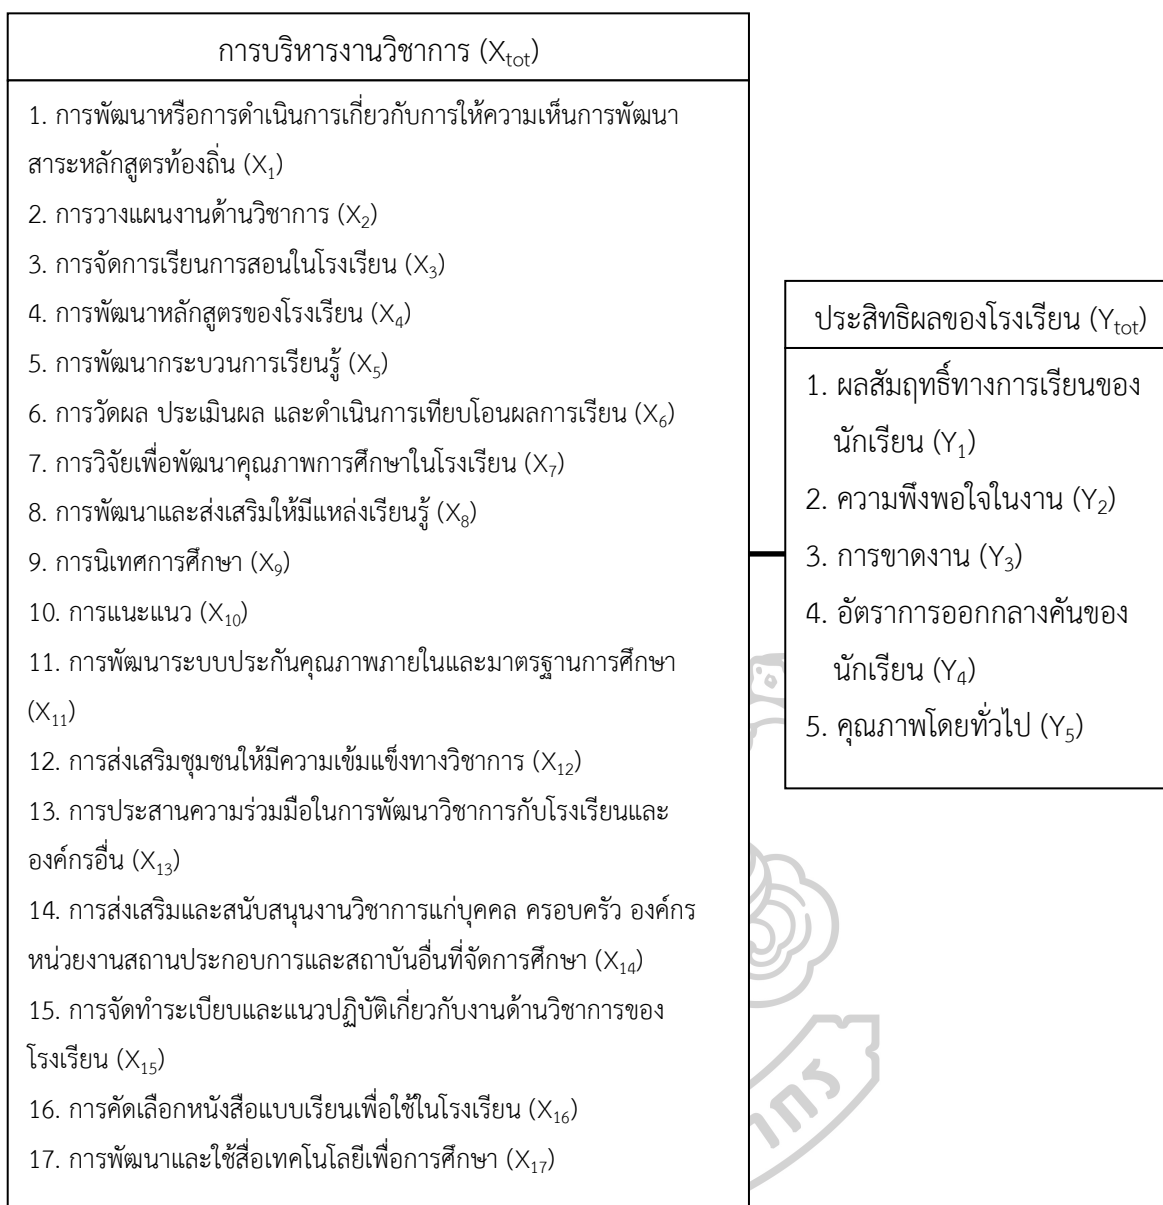 การบริหารงานวิชาการ (Xtot)
1. การพัฒนาหรือการดำเนินการเกี่ยวกับการให้ความเห็นการพัฒนา
สาระหลักสูตรท้องถิ่น (X1)
2. การวางแผนงานด้านวิชาการ (X2)
3. การจัดการเรียนการสอนในโรงเรียน (X3)
4. การพัฒนาหลักสูตรของโรงเรียน (X4)
5. การพัฒนากระบวนการเรียนรู้ (X5)
6. การวัดผล ประเมินผล และดำเนินการเทียบโอนผลการเรียน (X6)
7. การวิจัยเพื่อพัฒนาคุณภาพการศึกษาในโรงเรียน (X7)
8. การพัฒนาและส่งเสริมให้มีแหล่งเรียนรู้ (X8)
9. การนิเทศการศึกษา (X9)
10. การแนะแนว (X10)
11. การพัฒนาระบบประกันคุณภาพภายในและมาตรฐานการศึกษา
(X11)
12. การส่งเสริมชุมชนให้มีความเข้มแข็งทางวิชาการ (X12)
13. การประสานความร่วมมือในการพัฒนาวิชาการกับโรงเรียนและ
องค์กรอื่น (X13)
14. การส่งเสริมและสนับสนุนงานวิชาการแก่บุคคล ครอบครัว องค์กร
หน่วยงานสถานประกอบการและสถาบันอื่นที่จัดการศึกษา (X14)
15. การจัดทำระเบียบและแนวปฏิบัติเกี่ยวกับงานด้านวิชาการของ
โรงเรียน (X15)
16. การคัดเลือกหนังสือแบบเรียนเพื่อใช้ในโรงเรียน (X16)
17. การพัฒนาและใช้สื่อเทคโนโลยีเพื่อการศึกษา (X17)
ประสิทธิผลของโรงเรียน (Ytot)
1. ผลสัมฤทธิ์ทางการเรียนของ
นักเรียน (Y1)
2. ความพึงพอใจในงาน (Y2)
3. การขาดงาน (Y3)
4. อัตราการออกกลางคันของ
นักเรียน (Y4)
5. คุณภาพโดยทั่วไป (Y5)